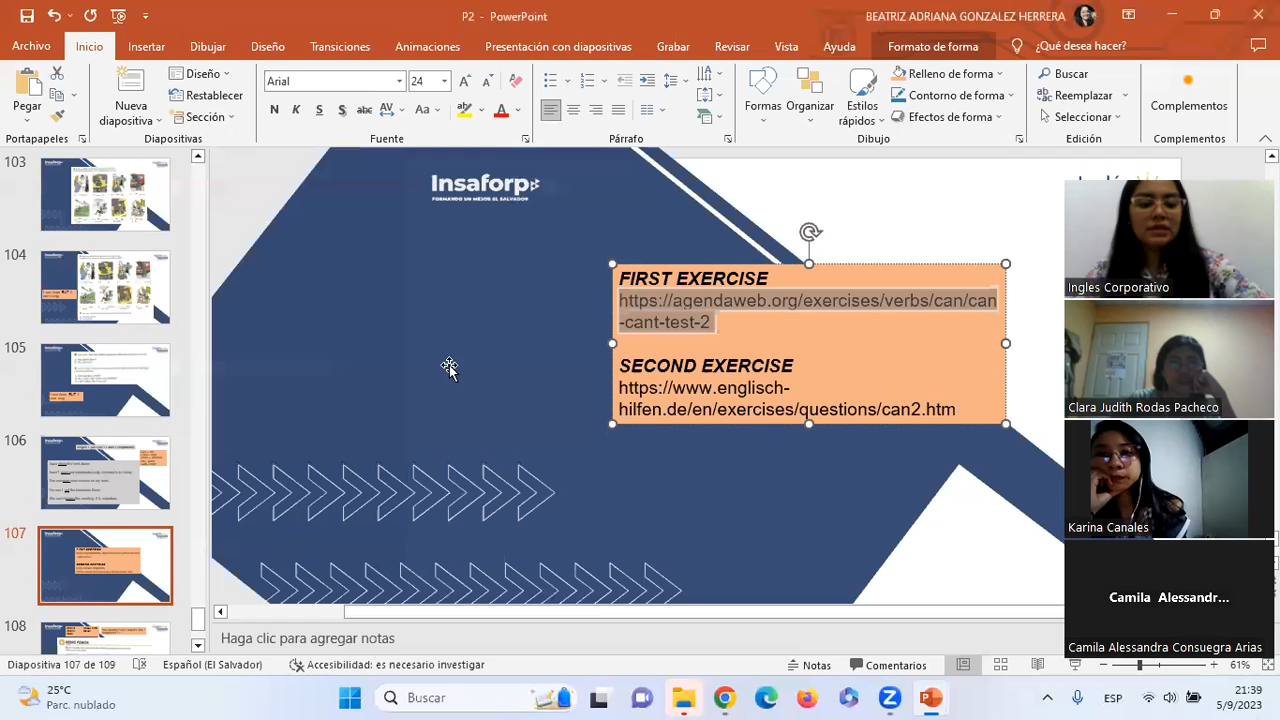 P2 - PowerPoint
BEATRIZ ADRIANA GONZALEZ HERRERA
Archivo Inicio Insertar Dibujar Diseño Transiciones Animaciones Presentación con diapositivas Grabar Revisar Vista Ayuda Formato de forma ¿Qué desea hacer?
Pegar
Portapapeles
Nueva diapositiva
Diseño
Restablecer
Sección
Diapositivas
Arial 24
N K S S abc AV Aa A
Fuente
Párrafo
Formas
Organizar
Estilos rápidos
Relleno de forma
Contorno de forma
Efectos de forma
Dibujo
Buscar
Reemplazar
Seleccionar
Edición
Complementos
Complementos
103
104
105
106
107
108
Insaforp
FORMANDO UN MEJOR EL SALVADOR
FIRST EXERCISE
https://agendaweb.org/exercises/verbs/can/can
-cant-test-2
SECOND EXERCISE
https://www.englisch-
hilfen.de/en/exercises/questions/can2.htm
Ingles Corporativo
Clara Judith Rodas Pacheco
Karina Canales
Camila Alessandr...
Camila Alessandra Consuegra Arias
Haga clic para agregar notas
Diapositiva 107 de 109
Español (El Salvador)
Accesibilidad: es necesario investigar
Notas
Comentarios
61%
25°C
Parc. nublado
Buscar
ESP
21:39
5/9/2023